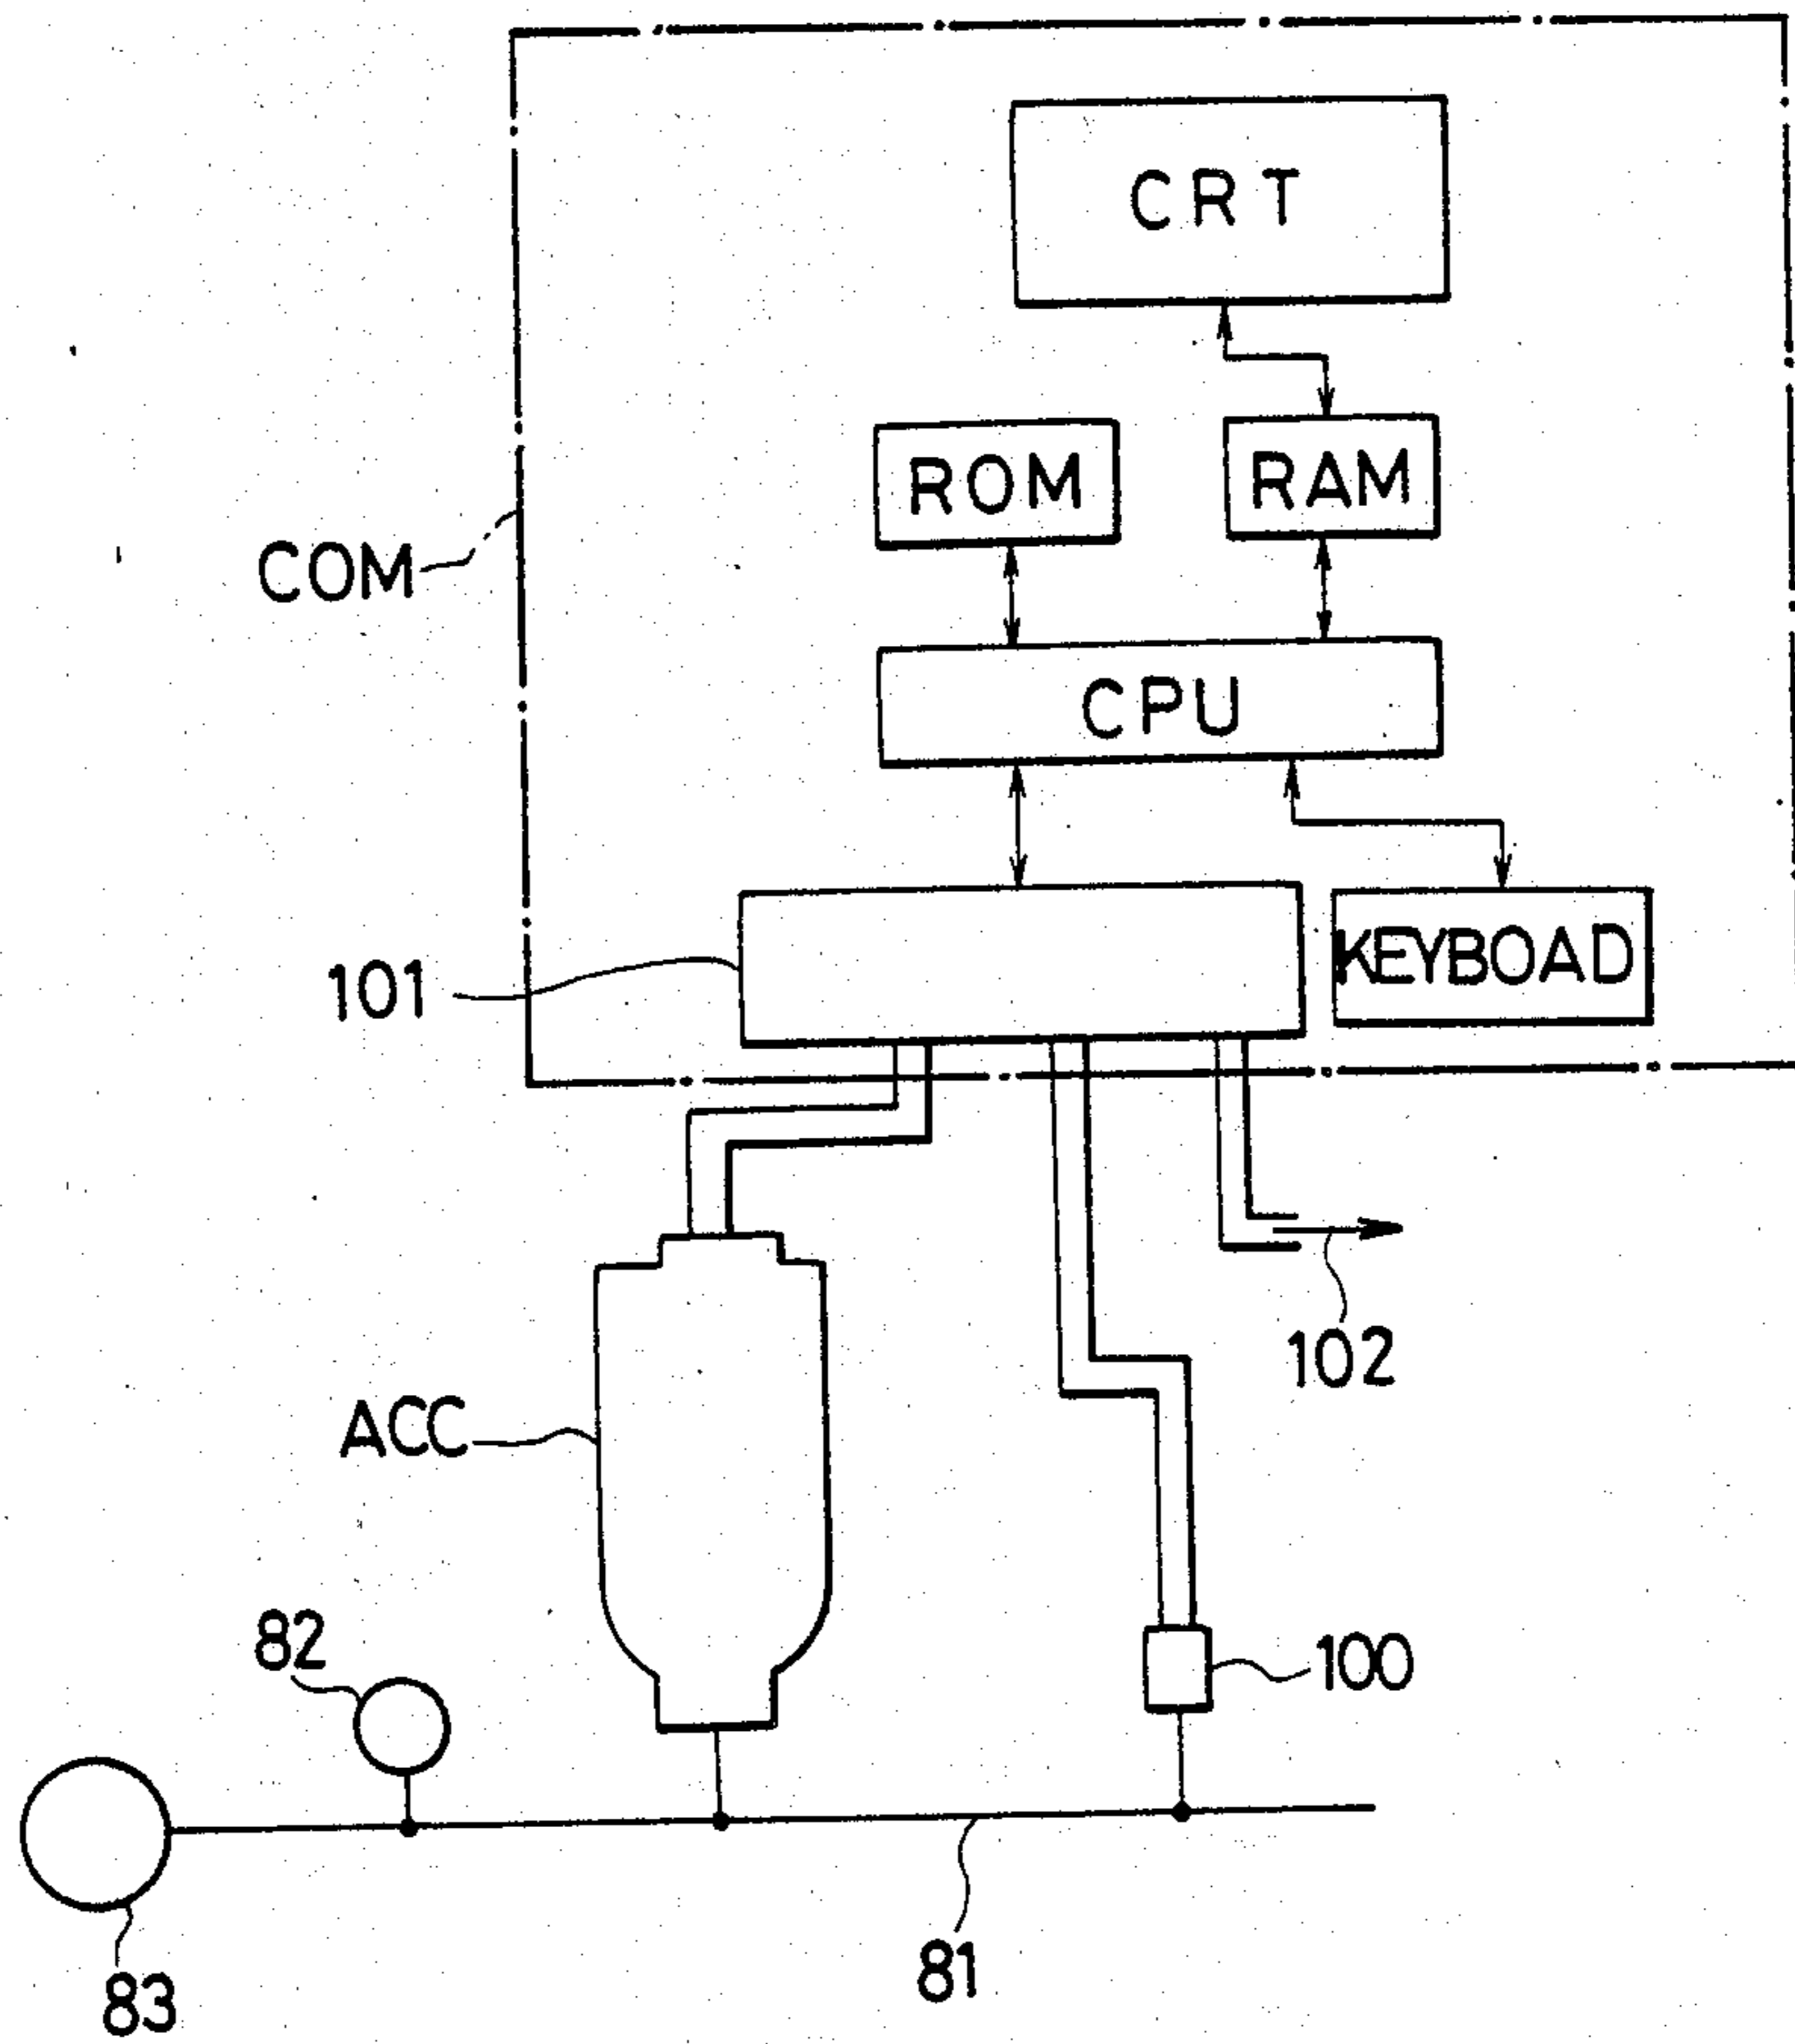 CRT
ROM
RAM
COM
CPU
101
KEYBOAD
102
ACC
82
100
81
83